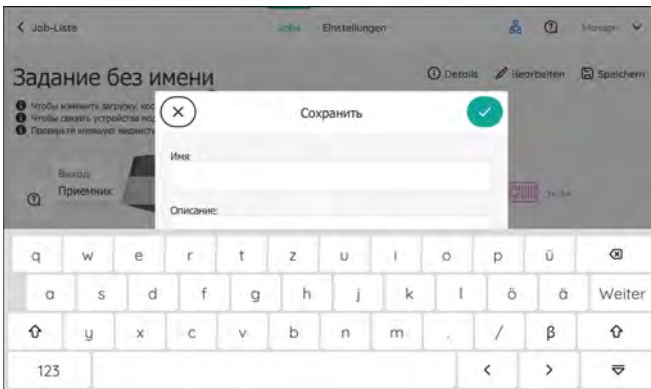 Job-Liste Jobs Einstellungen Manager
Задание без имени Details Bearbeiten Speichern
Чтобы изменить загрузку,
Чтобы связать устройства
Проверьте
Сохранить
Имя:
Выход:
Приемник
Описание:
q w e r t z u i o p ü
a s d f g h j k l ö ä Weiter
y x c v b n m , / β
123 < >